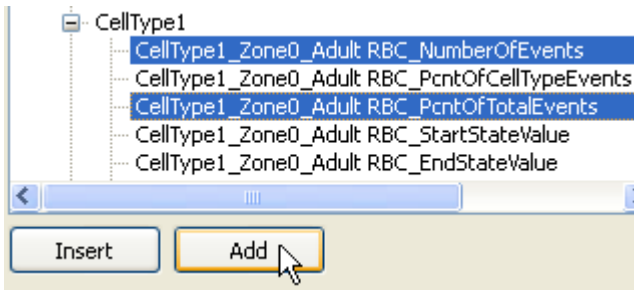 CellType1
CellType1_Zone0_Adult RBC_NumberOfEvents
CellType1_Zone0_Adult RBC_PcntOfCellTypeEvents
CellType1_Zone0_Adult RBC_PcntOfTotalEvents
CellType1_Zone0_Adult RBC_StartStateValue
CellType1_Zone0_Adult RBC_EndStateValue
Insert Add